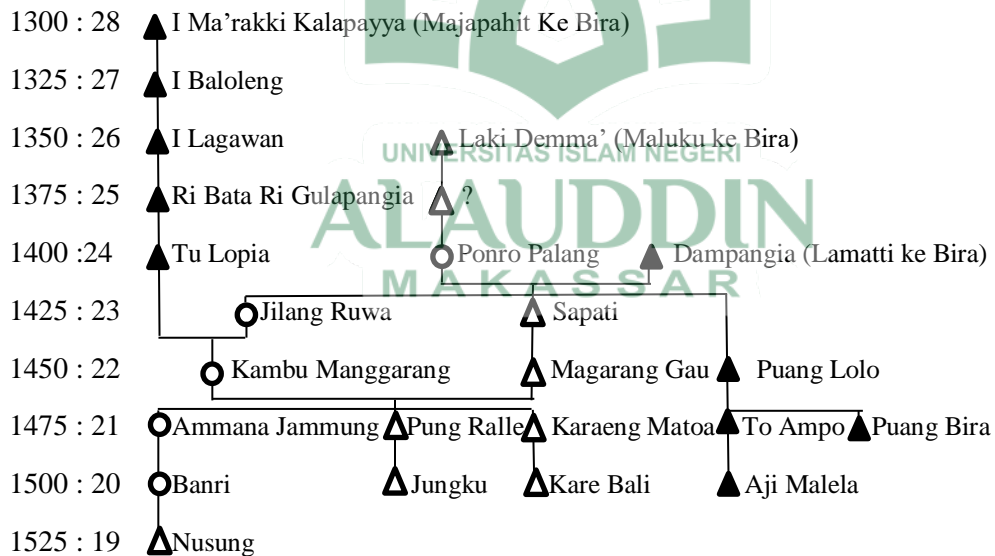 1300 : 28 I Ma’rakki Kalapayya (Majapahit Ke Bira)
1325 : 27 I Baloleng
1350 : 26 I Lagawan Laki Demma’ (Maluku ke Bira)
UNIVERSITAS ISLAM NEGERI
1375 : 25 Ri Bata Ri Gulapangia ?
ALAUDDIN
1400 :24 Tu Lopia Ponro Palang Dampangia (Lamatti ke Bira)
MAKASSAR
1425 : 23 Jilang Ruwa Sapati
1450 : 22 Kambu Manggarang Magarang Gau Puang Lolo
1475 : 21 Ammana Jammung Pung Ralle Karaeng Matoa To Ampo Puang Bira
1500 : 20 Banri Jungku Kare Bali Aji Malela
1525 : 19 Nusung